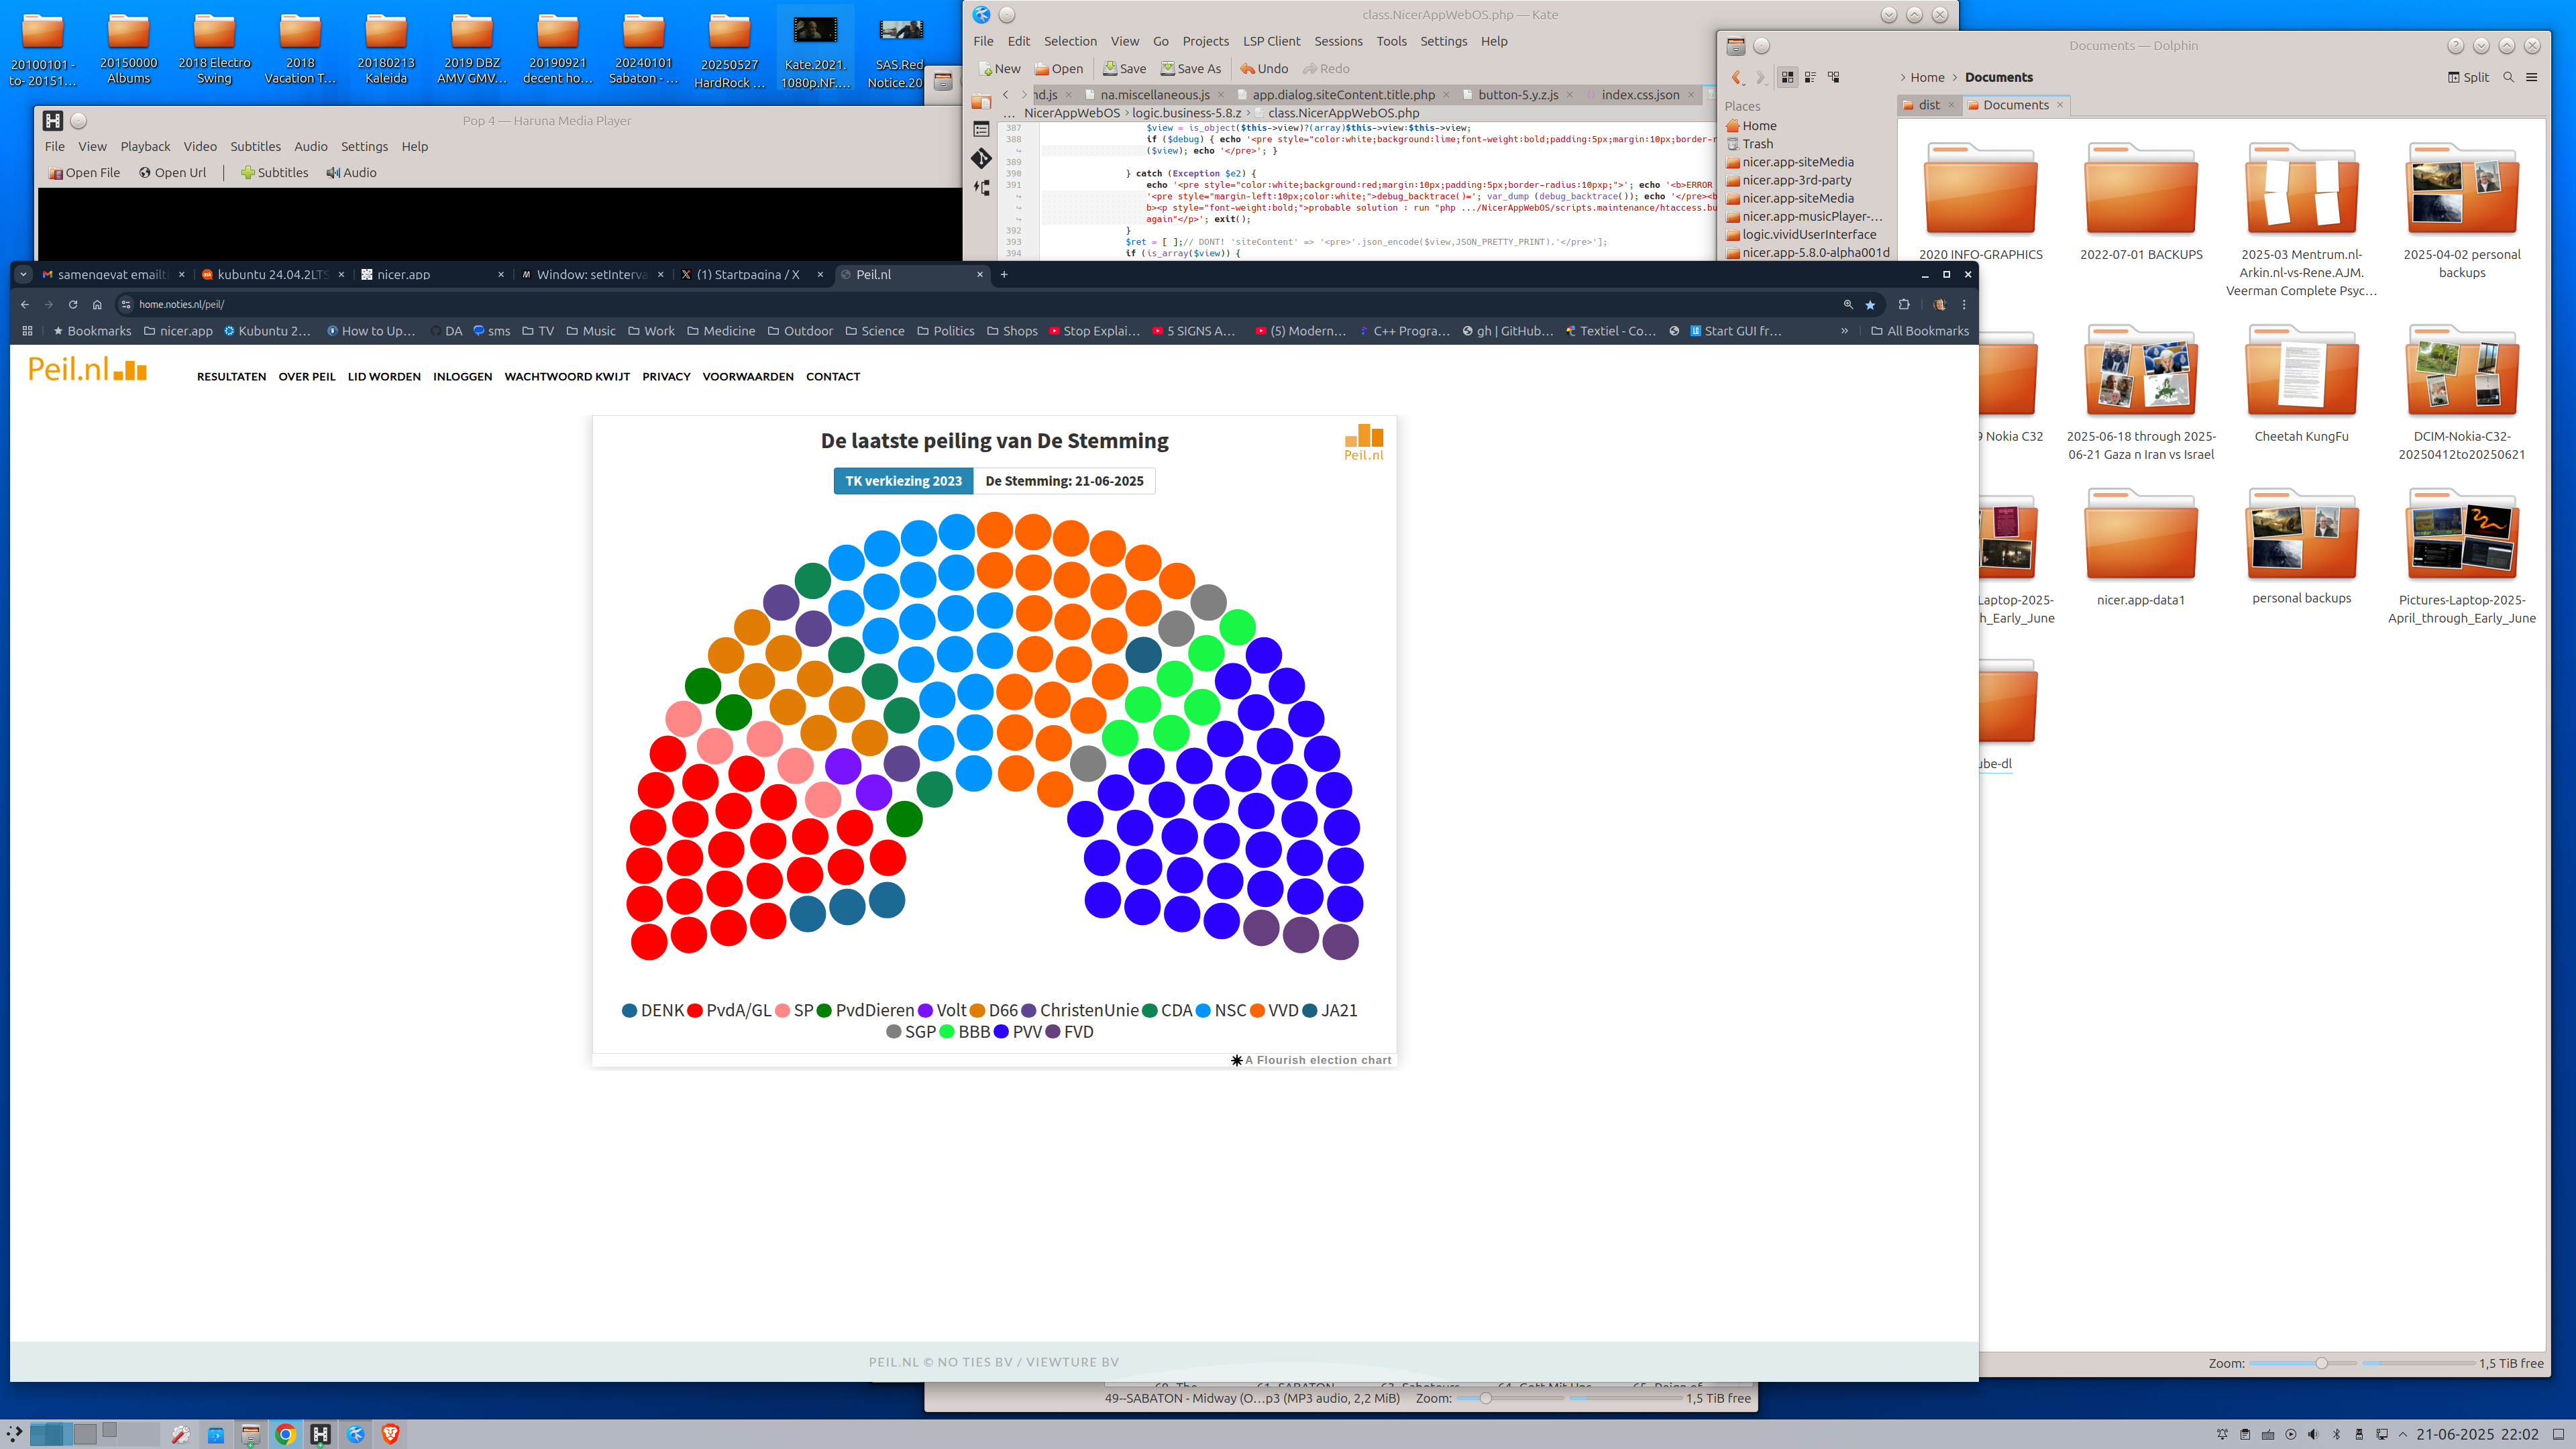 20100101 - to- 20151...
20150000 Albums
2018 Electro Swing
2018 Vacation T...
20180213 Kaleida
2019 DBZ AMV GMV...
20190921 decent ho...
20240101 Sabaton - ...
20250527 HardRock ...
Kate.2021. 1080p.NF....
SAS.Red Notice.20
Pop 4 — Haruna Media Player
File View Playback Video Subtitles Audio Settings Help
Open File Open Url Subtitles Audio
class.NicerAppWebOS.php — Kate
File Edit Selection View Go Projects LSP Client Sessions Tools Settings Help
New Open Save Save As Undo Redo
nd.js na.miscellaneous.js app.dialog.siteContent.title.php button-5.y.z.js index.css.json
... NicerAppWebOS › logic.business-5.8.z › class.NicerAppWebOS.php
387 $view = is_object($this->view)?(array)$this->view:$this->view;
388 if ($debug) { echo '<pre style="color:white;background:lime;font-weight:bold;padding:5px;margin:10px;border-r
($view); echo '</pre>'; }
389
390 } catch (Exception $e2) {
391 echo '<pre style="color:white;background:red;margin:10px;padding:5px;border-radius:10pxp;">'; echo '<b>ERROR
'<pre style="margin-left:10px;color:white;">debug_backtrace()='; var_dump (debug_backtrace()); echo '</pre><b
b><p style="font-weight:bold;">probable solution : run "php .../NicerAppWebOS/scripts.maintenance/htaccess.bu
again"</p>'; exit();
392 }
393 $ret = [ ];// DONT! 'siteContent' => '<pre>'.json_encode($view,JSON_PRETTY_PRINT).'</pre>'];
394 if (is_array($view)) {
Documents — Dolphin
Home › Documents Split
dist Documents
Places
Home
Trash
nicer.app-siteMedia
nicer.app-3rd-party
nicer.app-siteMedia
nicer.app-musicPlayer-...
logic.vividUserInterface
nicer.app-5.8.0-alpha001d
2020 INFO-GRAPHICS
2022-07-01 BACKUPS
2025-03 Mentrum.nl-Arkin.nl-vs-Rene.AJM. Veerman Complete Psyc...
2025-04-02 personal backups
9 Nokia C32
2025-06-18 through 2025-06-21 Gaza n Iran vs Israel
Cheetah KungFu
DCIM-Nokia-C32-20250412to20250621
Laptop-2025-
h_Early_June
nicer.app-data1
personal backups
Pictures-Laptop-2025-April_through_Early_June
ube-dl
Zoom: 1,5 TiB free
samengevat emailt kubuntu 24.04.2LTS nicer.app Window: setInterva (1) Startpagina / X Peil.nl
home.noties.nl/peil/
Bookmarks nicer.app Kubuntu 2... How to Up... DA sms TV Music Work Medicine Outdoor Science Politics Shops Stop Explai... 5 SIGNS A... (5) Modern... C++ Progra... gh | GitHub... Textiel - Co... Start GUI fr... » All Bookmarks
Peil.nl
RESULTATEN OVER PEIL LID WORDEN INLOGGEN WACHTWOORD KWIJT PRIVACY VOORWAARDEN CONTACT
De laatste peiling van De Stemming
Peil.nl
TK verkiezing 2023 De Stemming: 21-06-2025
DENK PvdA/GL SP PvdDieren Volt D66 ChristenUnie CDA NSC VVD JA21
SGP BBB PVV FVD
A Flourish election chart
PEIL.NL © NO TIES BV / VIEWTURE BV
49--SABATON - Midway (O...p3 (MP3 audio, 2,2 MiB) Zoom: 1,5 TiB free
21-06-2025 22:02